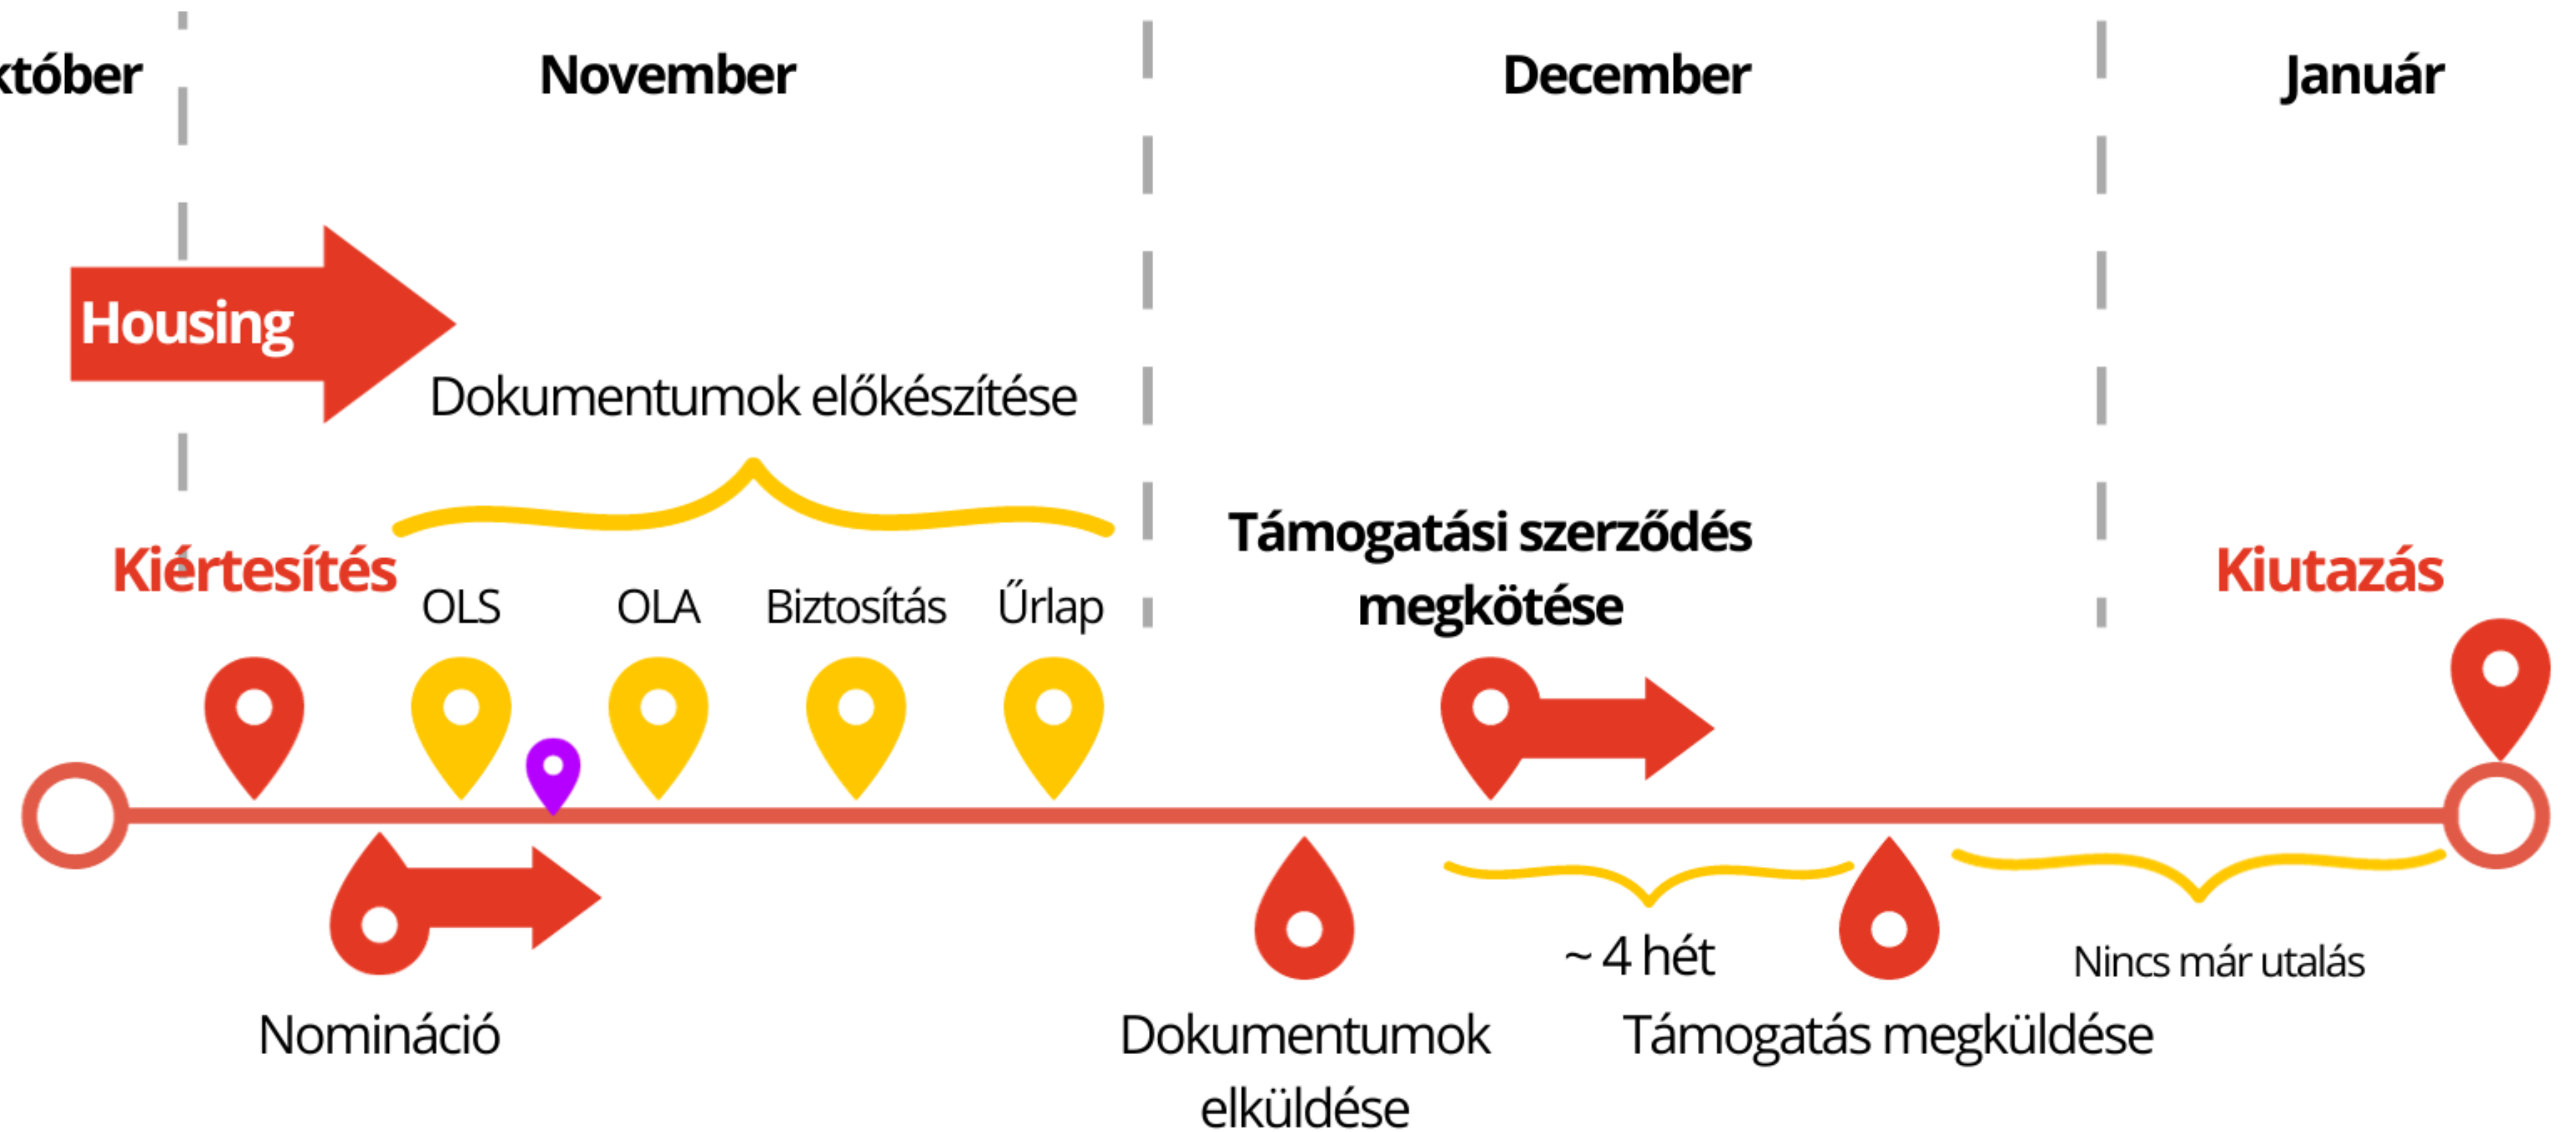 któber
November
December
Január
Housing
Dokumentumok előkészítése
Támogatási szerződés
megkötése
Kiértesítés
Kiutazás
OLS
OLA
Biztosítás
Űrlap
~ 4 hét
Nincs már utalás
Nomináció
Dokumentumok
elküldése
Támogatás megküldése